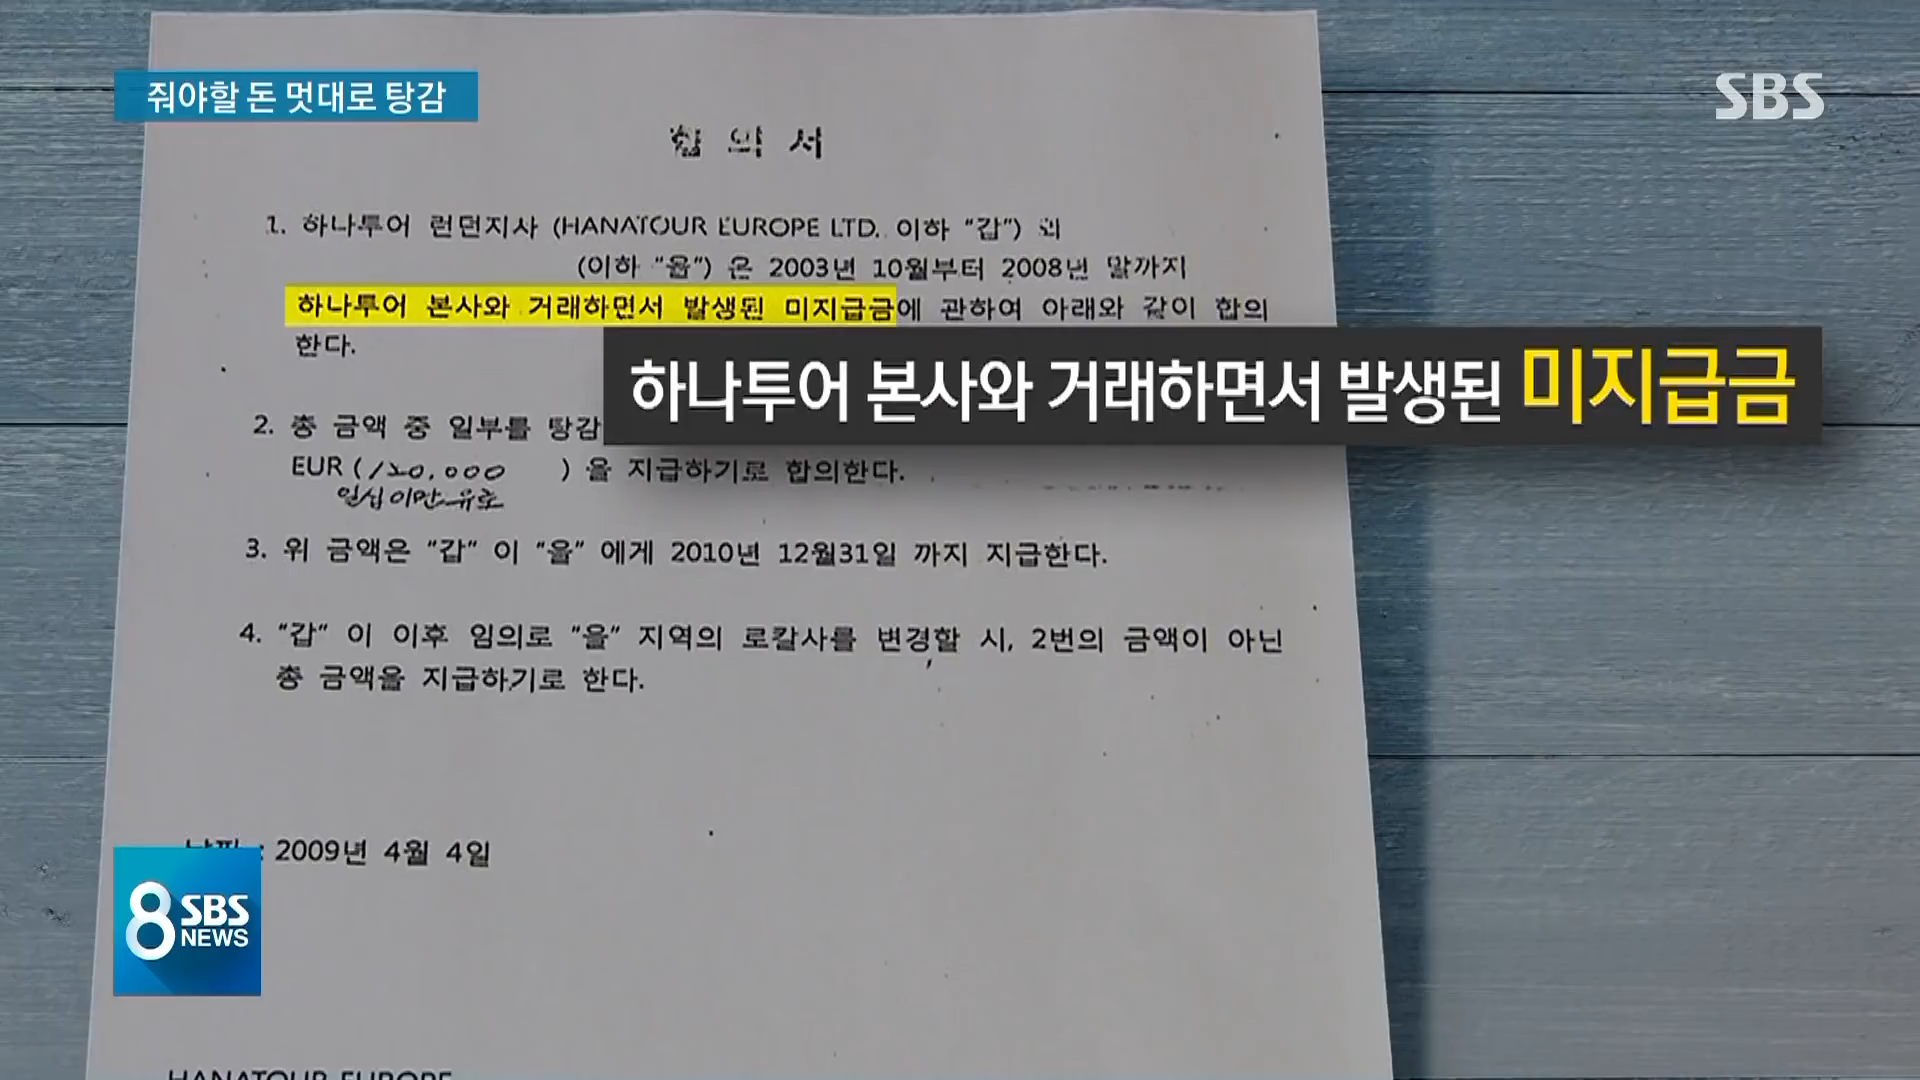 줘야할 돈 멋대로 탕감
SBS
합 의 서
1. 하나투어 런던지사 (HANATOUR EUROPE LTD. 이하 "갑") 와
(이하 "을") 은 2003년 10월부터 2008년 말까지
하나투어 본사와 거래하면서 발생된 미지급금에 관하여 아래와 같이 합의
한다.
하나투어 본사와 거래하면서 발생된 미지급금
2. 총 금액 중 일부를 탕감
EUR (120,000 ) 을 지급하기로 합의한다.
일십이만 유로
3. 위 금액은 "갑" 이 "을" 에게 2010년 12월31일 까지 지급한다.
4. "갑" 이 이후 임의로 "을" 지역의 로칼사를 변경할 시, 2번의 금액이 아닌
총 금액을 지급하기로 한다.
날짜 : 2009년 4월 4일
8 SBS
NEWS
HANATOUR EUROPE